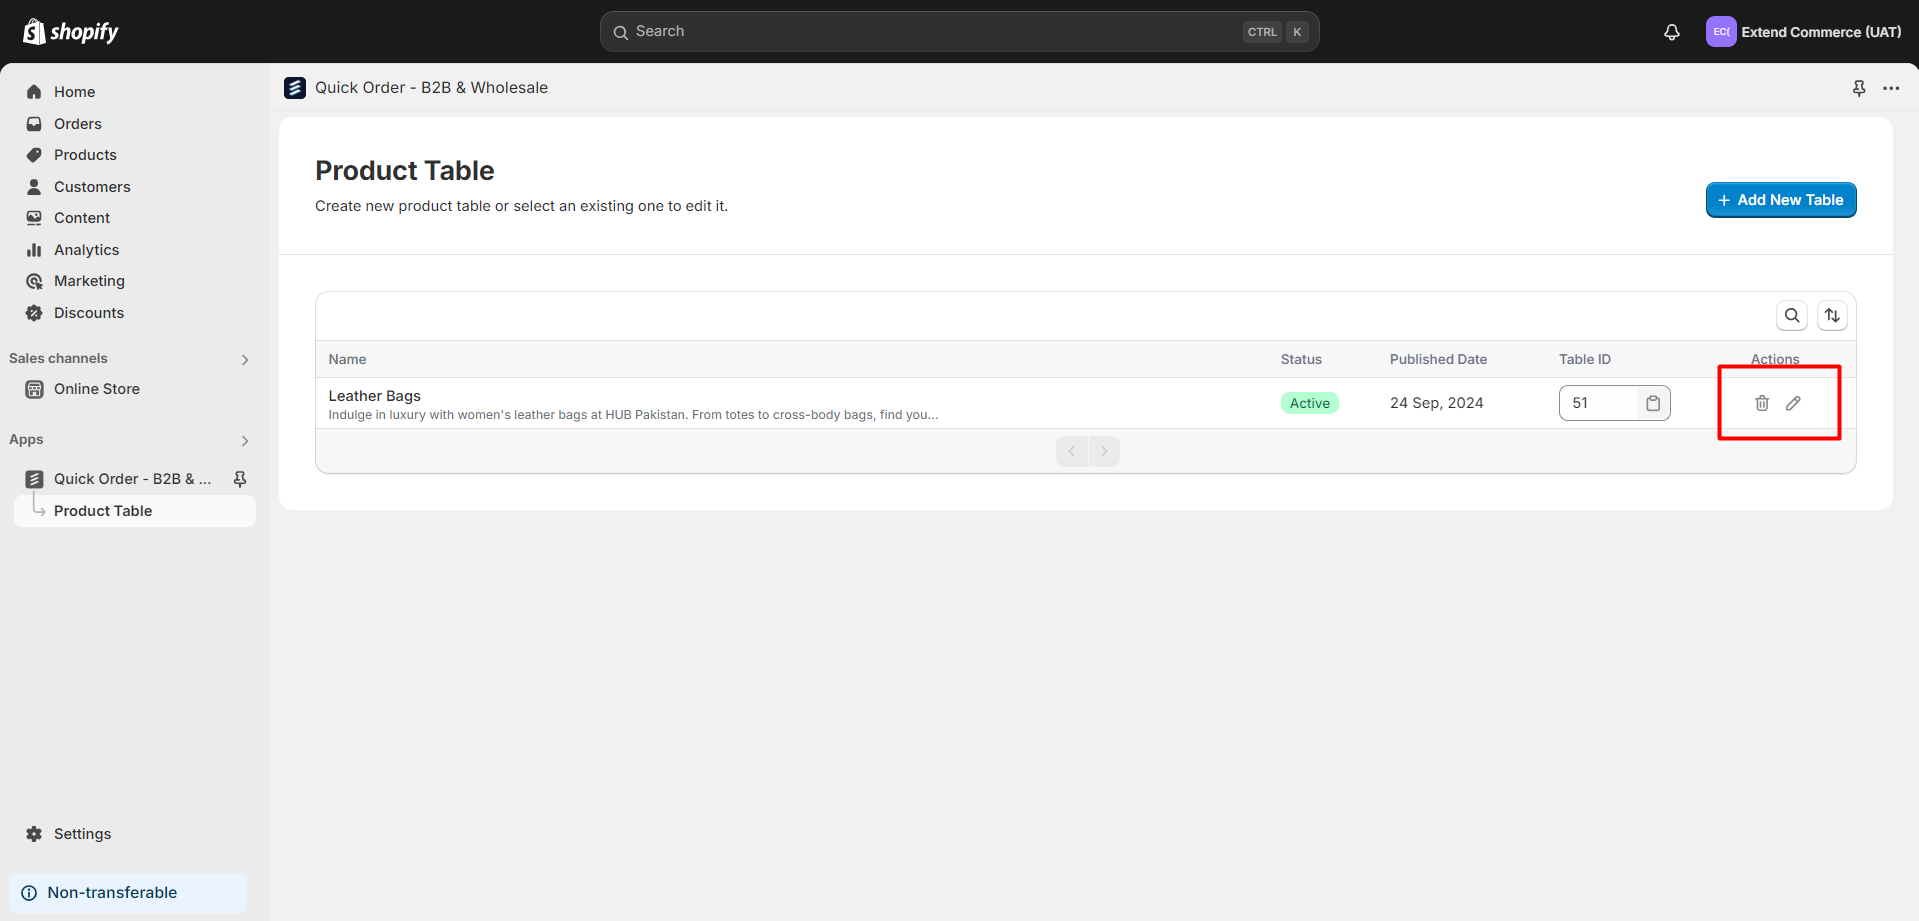 shopify
Search
CTRL K
EC(
Extend Commerce (UAT)
Home
Orders
Products
Customers
Content
Analytics
Marketing
Discounts
Sales channels
Online Store
Apps
Quick Order - B2B & ...
Product Table
Settings
Non-transferable
Quick Order - B2B & Wholesale
Product Table
Create new product table or select an existing one to edit it.
+ Add New Table
Name Status Published Date Table ID Actions
Leather Bags
Indulge in luxury with women's leather bags at HUB Pakistan. From totes to cross-body bags, find you...
Active
24 Sep, 2024
51